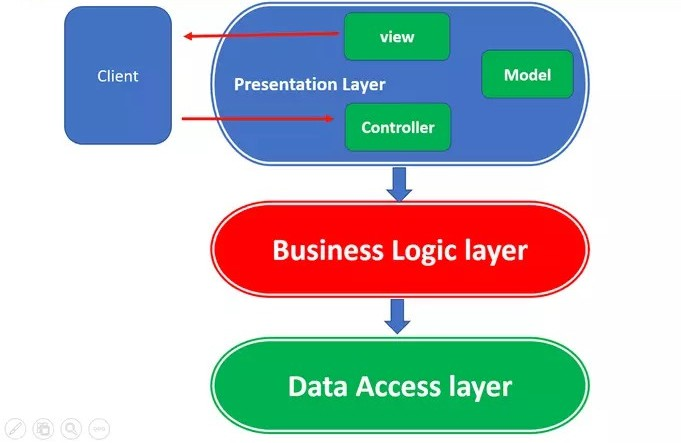 view
Client
Model
Presentation Layer
Controller
Business Logic layer
Data Access layer